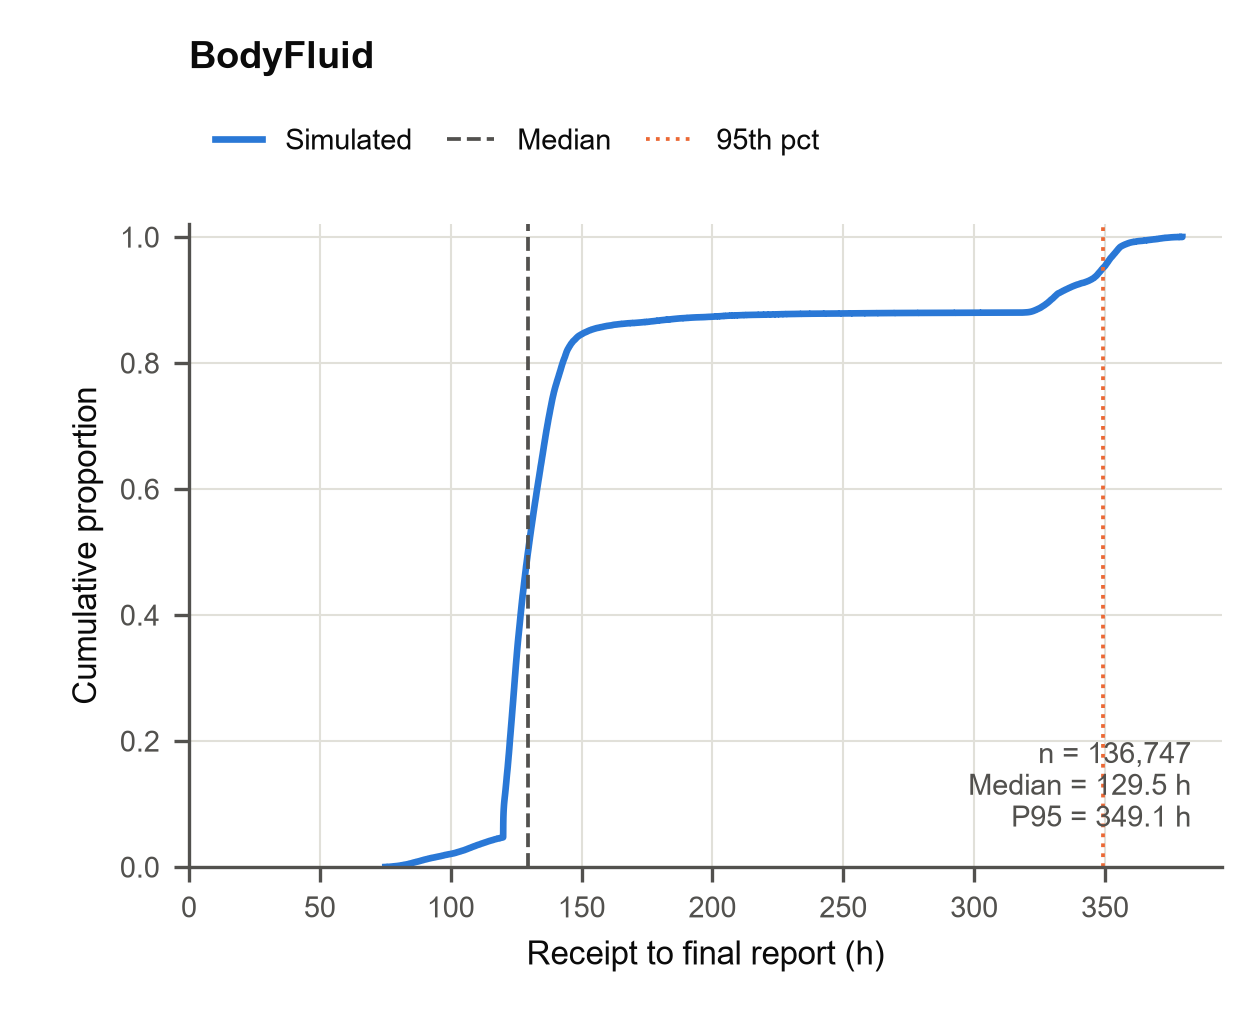 BodyFluid
Simulated Median 95th pct
1.0
0.8
0.6
0.4
0.2
0.0
Cumulative proportion
n = 136,747
Median = 129.5 h
P95 = 349.1 h
0 50 100 150 200 250 300 350
Receipt to final report (h)